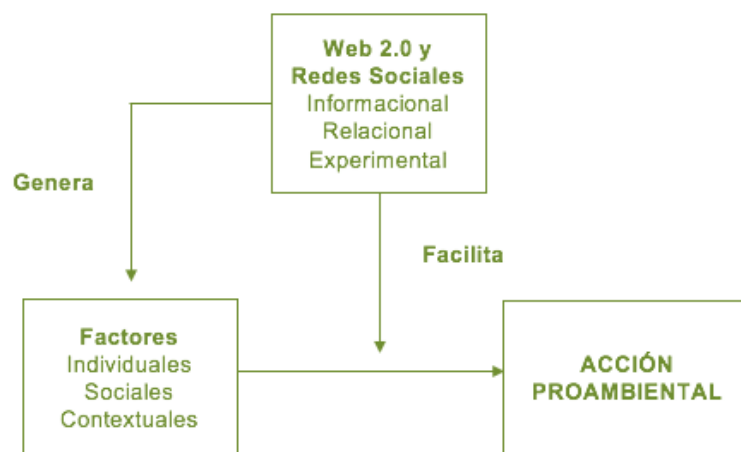 Web 2.0 y
Redes Sociales
Informacional
Relacional
Experimental
Genera
Facilita
Factores
Individuales
Sociales
Contextuales
ACCIÓN
PROAMBIENTAL